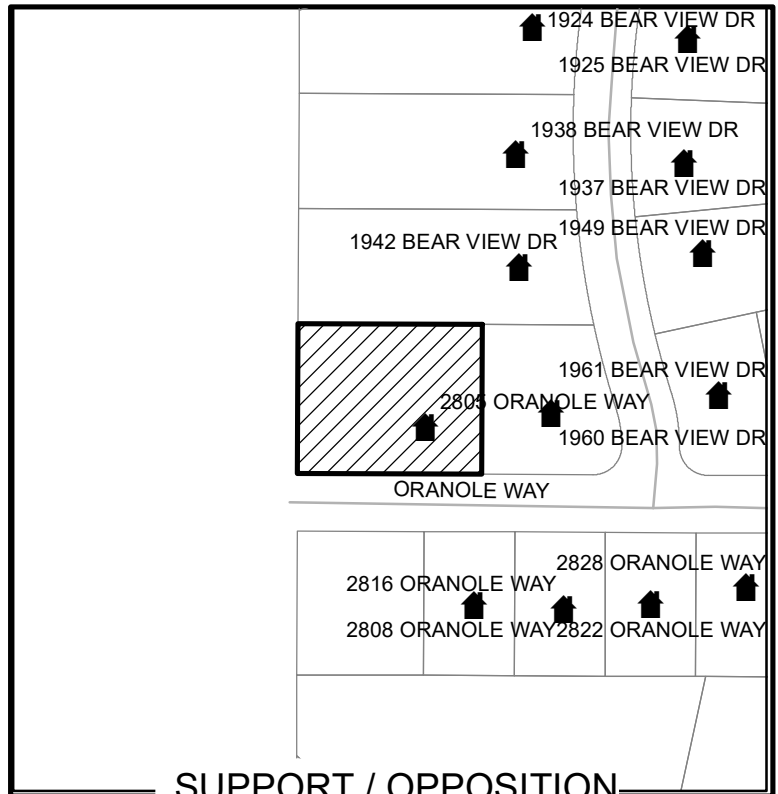 1924 BEAR VIEW DR
1925 BEAR VIEW DR
1938 BEAR VIEW DR
1937 BEAR VIEW DR
1949 BEAR VIEW DR
1942 BEAR VIEW DR
1961 BEAR VIEW DR
2805 ORANOLE WAY
1960 BEAR VIEW DR
ORANOLE WAY
2828 ORANOLE WAY
2816 ORANOLE WAY
2808 ORANOLE WAY 2822 ORANOLE WAY
SUPPORT / OPPOSITION